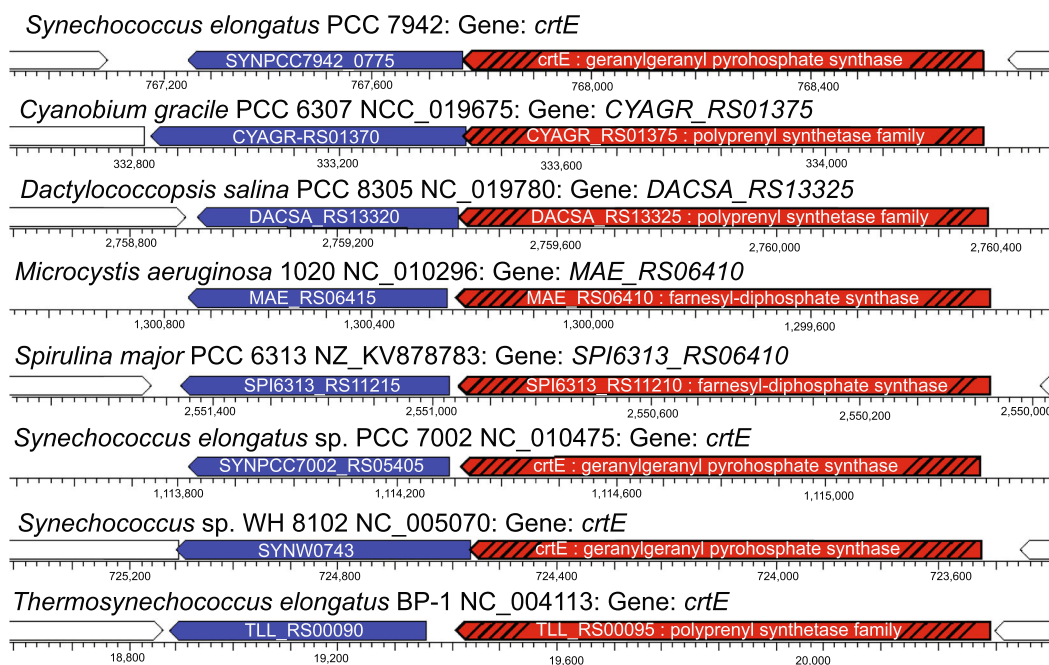 Synechococcus elongatus PCC 7942: Gene: crtE
SYNPCC7942_0775 crtE : geranylgeranyl pyrohosphate synthase
767,200 767,600 768,000 768,400
Cyanobium gracile PCC 6307 NCC_019675: Gene: CYAGR_RS01375
CYAGR-RS01370 CYAGR_RS01375 : polyprenyl synthetase family
332,800 333,200 333,600 334,000
Dactylococcopsis salina PCC 8305 NC_019780: Gene: DACSA_RS13325
DACSA_RS13320 DACSA_RS13325 : polyprenyl synthetase family
2,758,800 2,759,200 2,759,600 2,760,000 2,760,400
Microcystis aeruginosa 1020 NC_010296: Gene: MAE_RS06410
MAE_RS06415 MAE_RS06410 : farnesyl-diphosphate synthase
1,300,800 1,300,400 1,300,000 1,299,600
Spirulina major PCC 6313 NZ_KV878783: Gene: SPI6313_RS06410
SPI6313_RS11215 SPI6313_RS11210 : farnesyl-diphosphate synthase
2,551,400 2,551,000 2,550,600 2,550,200 2,550,000
Synechococcus elongatus sp. PCC 7002 NC_010475: Gene: crtE
SYNPCC7002_RS05405 crtE : geranylgeranyl pyrohosphate synthase
1,113,800 1,114,200 1,114,600 1,115,000
Synechococcus sp. WH 8102 NC_005070: Gene: crtE
SYNW0743 crtE : geranylgeranyl pyrohosphate synthase
725,200 724,800 724,400 724,000 723,600
Thermosynechococcus elongatus BP-1 NC_004113: Gene: crtE
TLL_RS00090 TLL_RS00095 : polyprenyl synthetase family
18,800 19,200 19.600 20.000